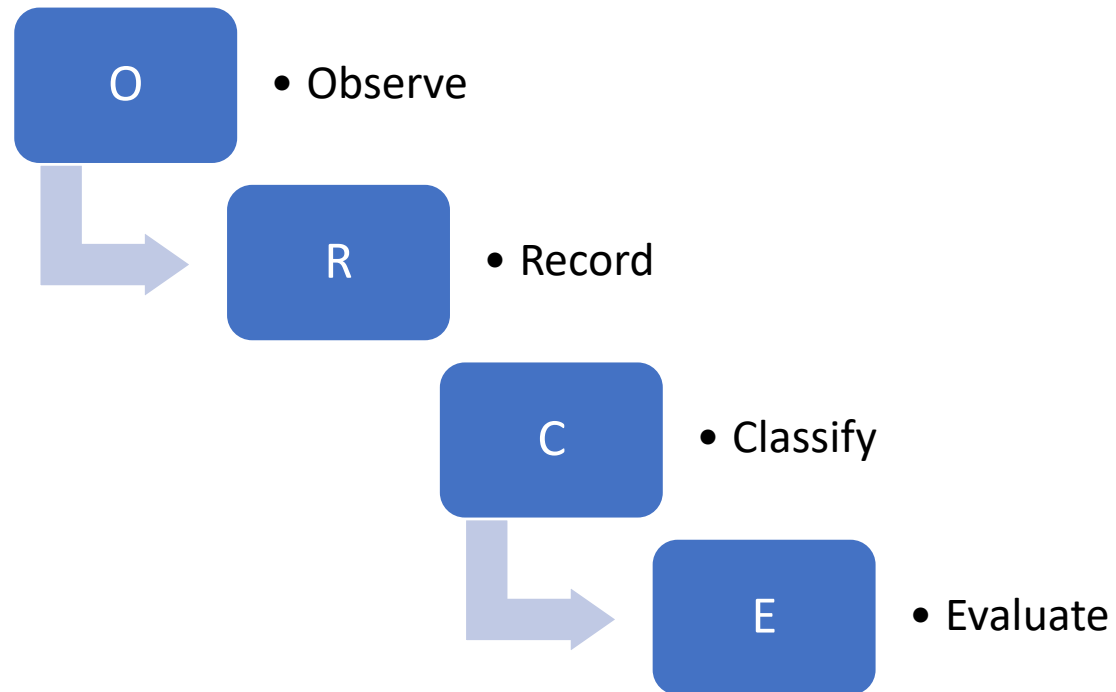 O
• Observe
R
• Record
C
• Classify
E
• Evaluate